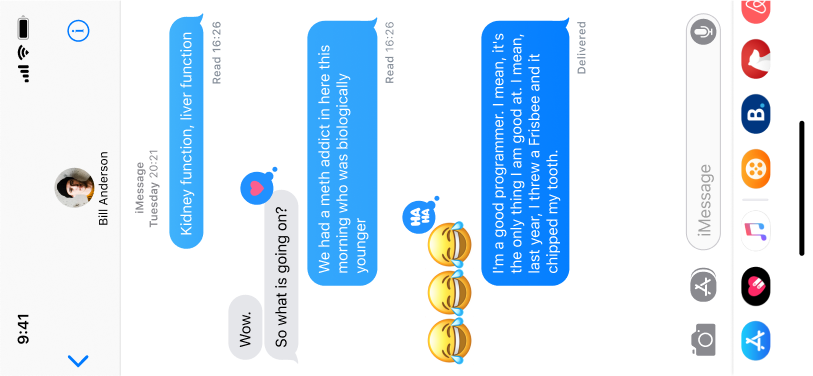 9:41
Bill Anderson
iMessage
Tuesday 20:21
Kidney function, liver function
Read 16:26
Wow.
So what is going on?
We had a meth addict in here this
morning who was biologically
younger
Read 16:26
HA
HA
I'm a good programmer. I mean, it's
the only thing I am good at. I mean,
last year, I threw a Frisbee and it
chipped my tooth.
Delivered
iMessage
B.